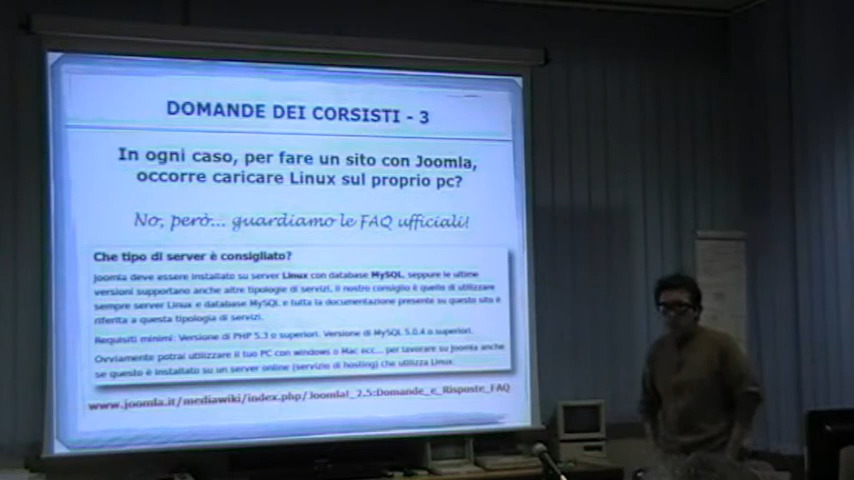 DOMANDE DEI CORSISTI - 3
In ogni caso, per fare un sito con Joomla,
occorre caricare Linux sul proprio pc?
No, però... guardiamo le FAQ ufficiali!
Che tipo di server è consigliato?
Joomla deve essere installato su server Linux con database MySQL, seppure le ultime
versioni supportano anche altre tipologie di servizi, il nostro consiglio è quello di utilizzare
sempre server Linux e database MySQL e tutta la documentazione presente su questo sito è
riferita a questa tipologia di servizi.
Requisiti minimi: Versione di PHP 5.3 o superiori. Versione di MySQL 5.0.4 o superiori.
Ovviamente potrai utilizzare il tuo PC con windows o Mac ecc... per lavorare su Joomla anche
se questo è installato su un server online (servizio di hosting) che utilizza Linux.
www.joomla.it/mediawiki/index.php/Joomla!_2.5:Domande_e_Risposte_FAQ